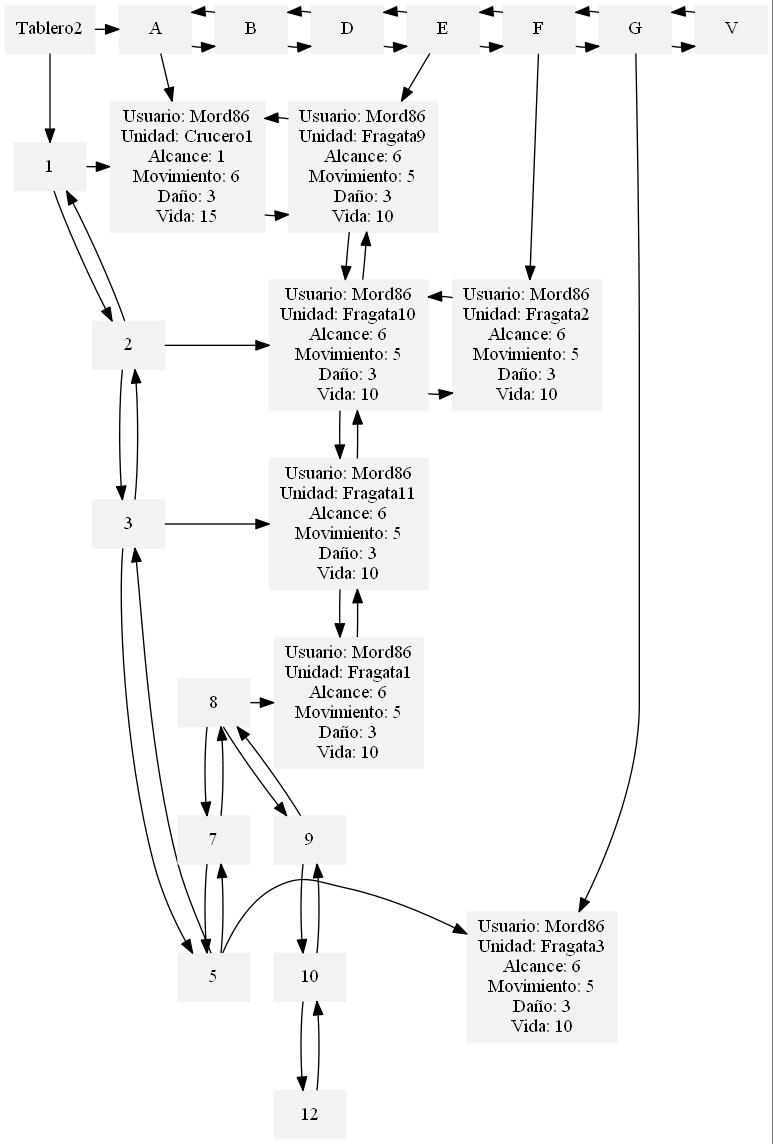 Tablero2
A
B
D
E
F
G
V
1
Usuario: Mord86
Unidad: Crucero1
Alcance: 1
Movimiento: 6
Daño: 3
Vida: 15
Usuario: Mord86
Unidad: Fragata9
Alcance: 6
Movimiento: 5
Daño: 3
Vida: 10
2
Usuario: Mord86
Unidad: Fragata10
Alcance: 6
Movimiento: 5
Daño: 3
Vida: 10
Usuario: Mord86
Unidad: Fragata2
Alcance: 6
Movimiento: 5
Daño: 3
Vida: 10
3
Usuario: Mord86
Unidad: Fragata11
Alcance: 6
Movimiento: 5
Daño: 3
Vida: 10
8
Usuario: Mord86
Unidad: Fragata1
Alcance: 6
Movimiento: 5
Daño: 3
Vida: 10
7
9
5
10
Usuario: Mord86
Unidad: Fragata3
Alcance: 6
Movimiento: 5
Daño: 3
Vida: 10
12